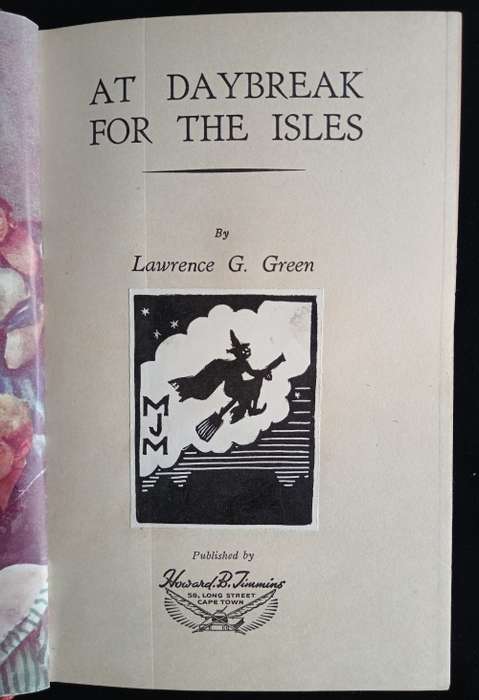 AT DAYBREAK
FOR THE ISLES
By
Lawrence G. Green
MJM
Published by
Howard. B. Timmins
58, LONG STREET
CAPE TOWN